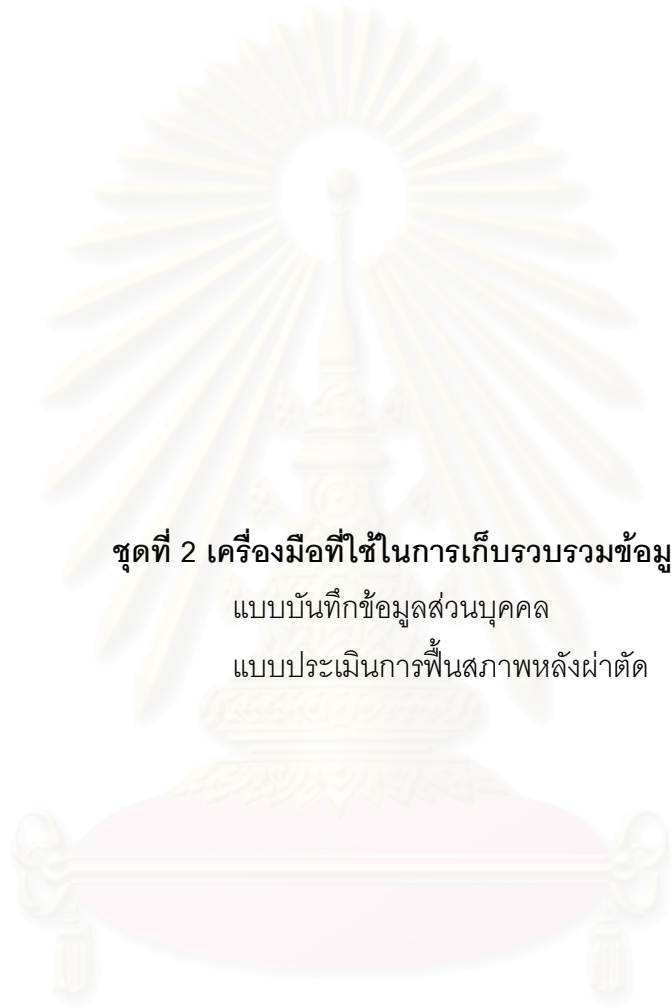 ชุดที่ 2 เครื่องมือที่ใช้ในการเก็บรวบรวมข้อมู
แบบบันทึกข้อมูลส่วนบุคคล
แบบประเมินการฟื้นสภาพหลังผ่าตัด